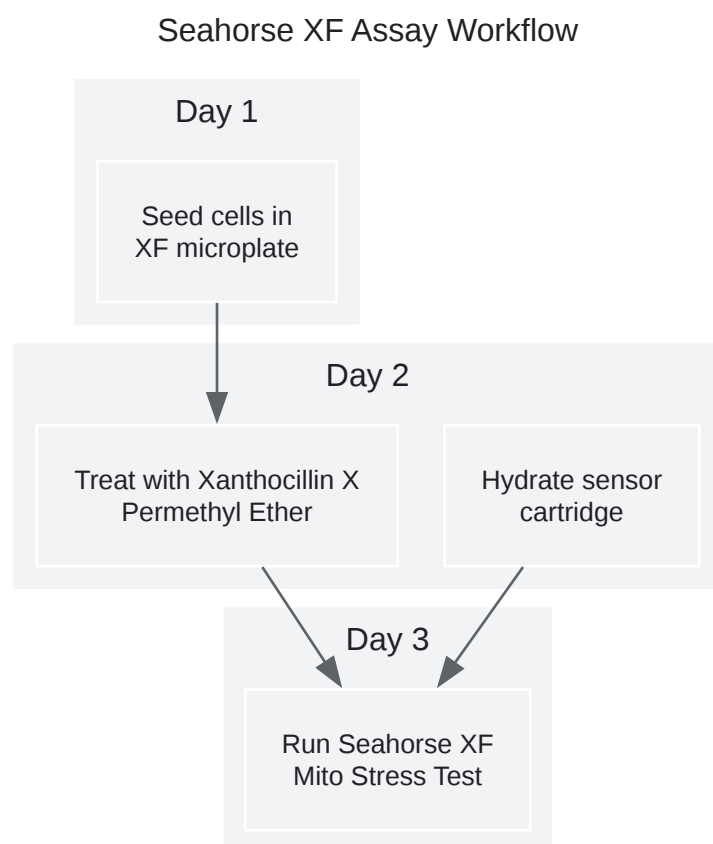 Seahorse XF Assay Workflow
Day 1
Seed cells in
XF microplate
Day 2
Treat with Xanthocillin X
Permethyl Ether
Hydrate sensor
cartridge
Day 3
Run Seahorse XF
Mito Stress Test